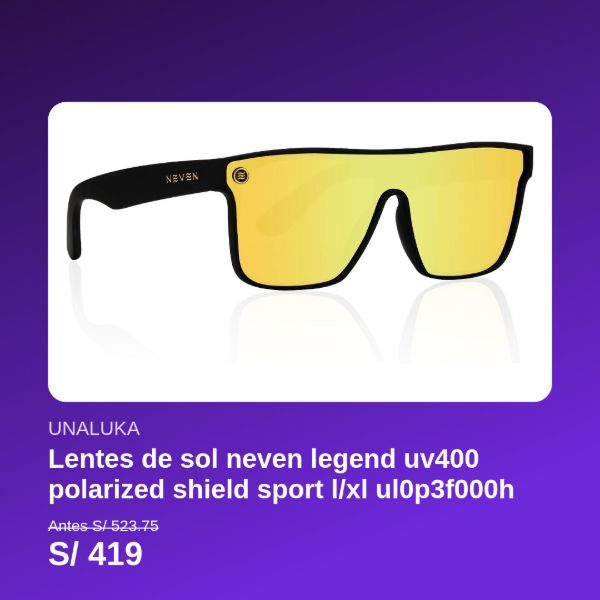 NEVEN
UNALUKA
Lentes de sol neven legend uv400
polarized shield sport l/xl ul0p3f000h
Antes S/ 523.75
S/ 419